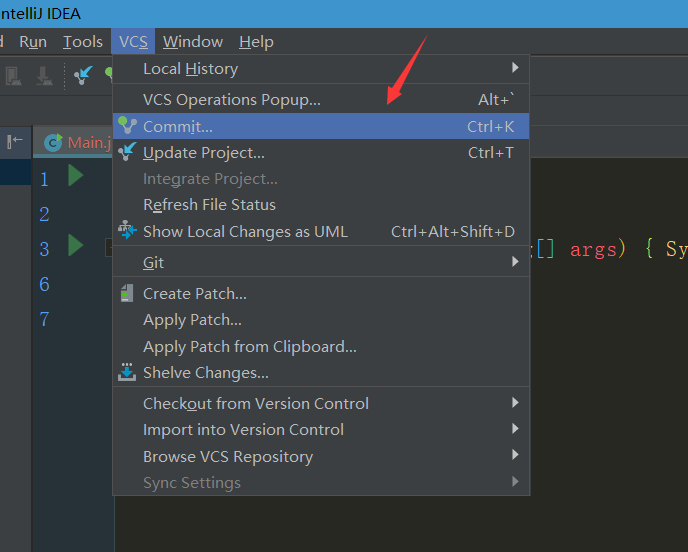 ntelliJ IDEA
d Run Tools VCS Window Help
Local History
VCS Operations Popup... Alt+`
Commit... Ctrl+K
Main.j
Update Project... Ctrl+T
1
Integrate Project...
Refresh File Status
2
Show Local Changes as UML Ctrl+Alt+Shift+D
3
[] args) { Sy
Git
6
Create Patch...
7
Apply Patch...
Apply Patch from Clipboard...
Shelve Changes...
Checkout from Version Control
Import into Version Control
Browse VCS Repository
Sync Settings